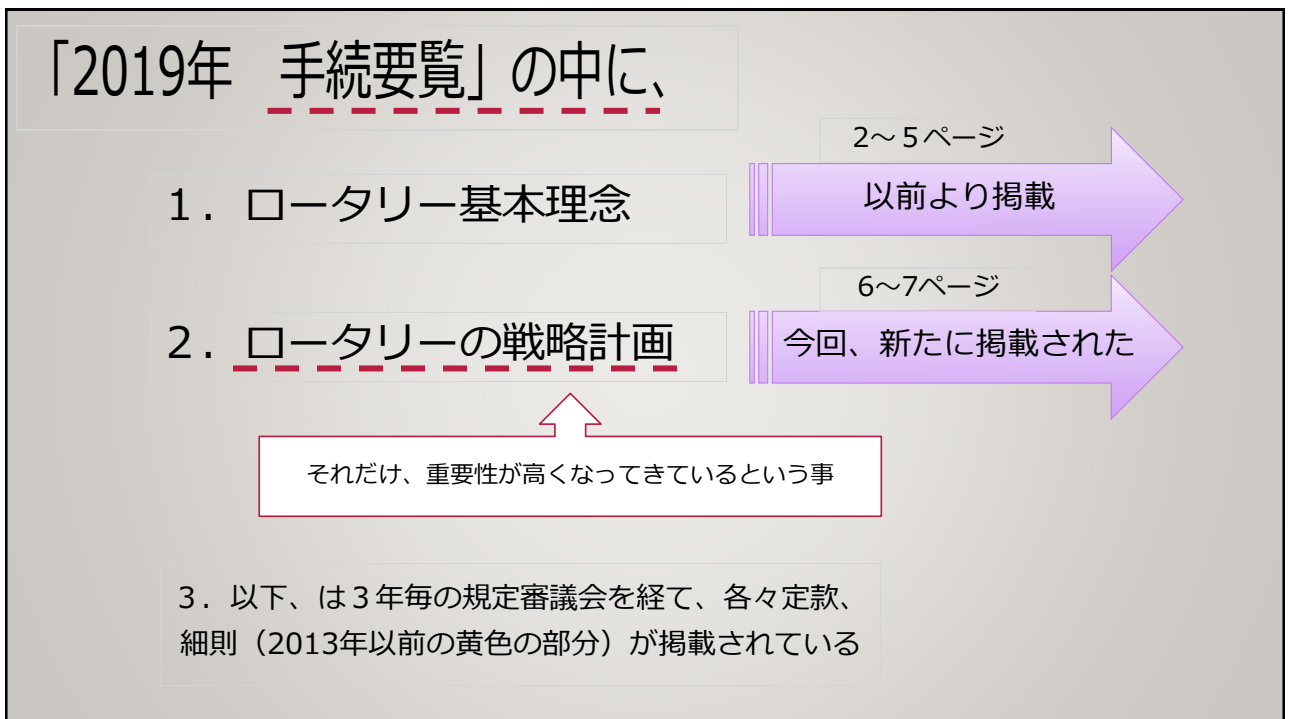 「2019年　手続要覧」の中に、
2～５ページ
１．ロータリー基本理念
以前より掲載
6～7ページ
２．ロータリーの戦略計画
今回、新たに掲載された
それだけ、重要性が高くなってきているという事
３．以下、は３年毎の規定審議会を経て、各々定款、
細則（2013年以前の黄色の部分）が掲載されている